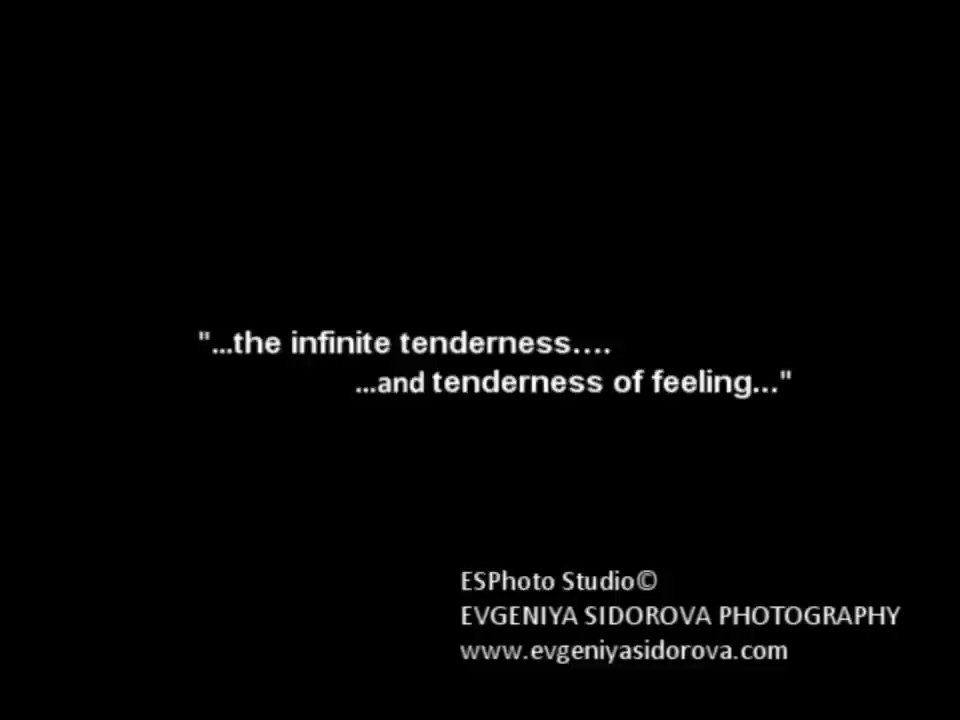 "...the infinite tenderness....
...and tenderness of feeling..."
ESPhoto Studio©
EVGENIYA SIDOROVA PHOTOGRAPHY
www.evgeniyasidorova.com